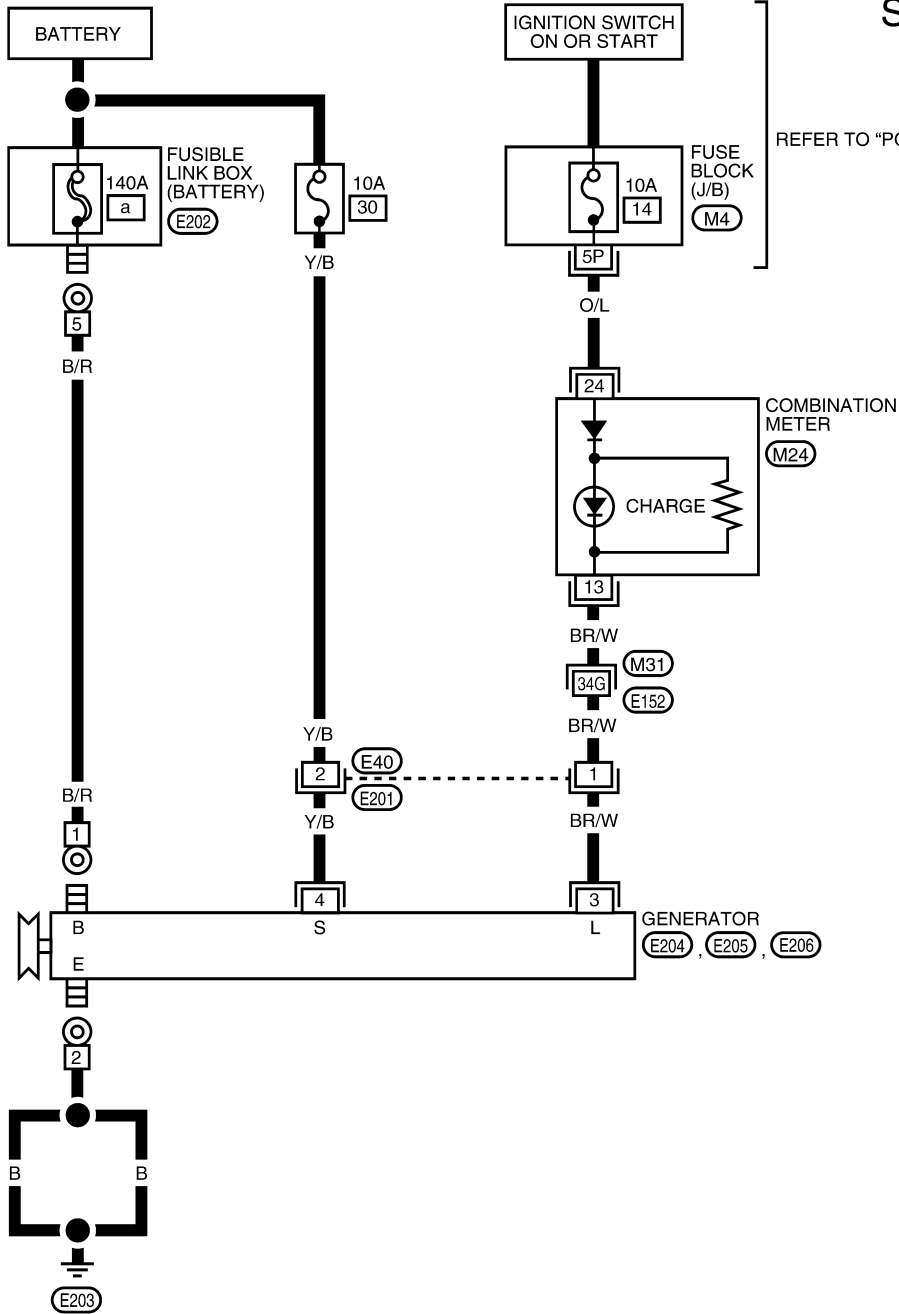 BATTERY
IGNITION SWITCH
ON OR START
S
REFER TO “PO
FUSIBLE
LINK BOX
(BATTERY)
140A
a
E202
10A
30
FUSE
BLOCK
(J/B)
10A
14
M4
5P
Y/B
O/L
5
B/R
24
COMBINATION
METER
M24
CHARGE
13
BR/W
M31
34G
E152
Y/B
BR/W
2
E40
1
E201
B/R
Y/B
BR/W
1
4
3
B
S
L
GENERATOR
E204 , E205 , E206
E
2
B
B
E203